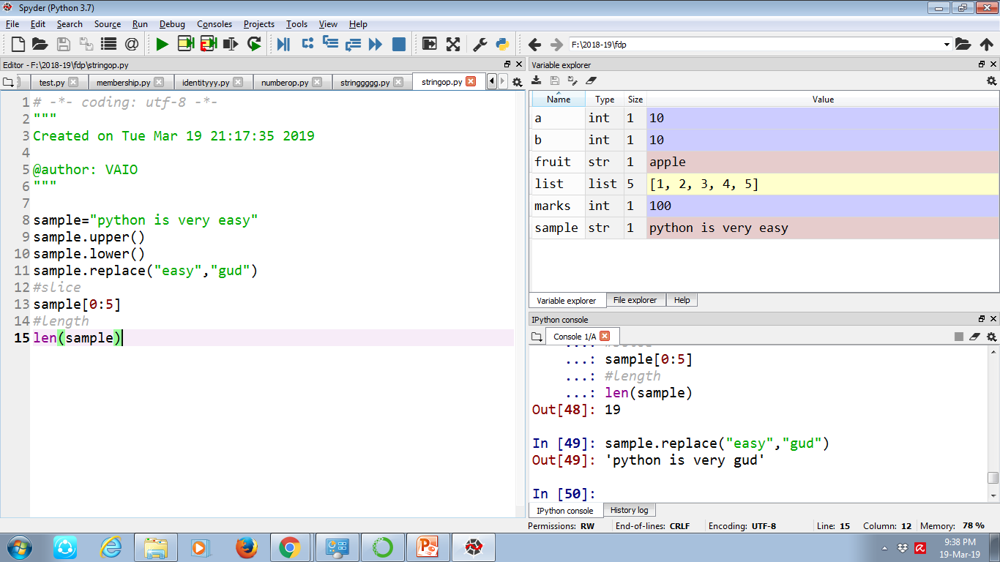 Spyder (Python 3.7)
File Edit Search Source Run Debug Consoles Projects Tools View Help
F:\2018-19\fdp
Editor - F:\2018-19\fdp\stringop.py
test.py membership.py identityyy.py numberop.py stringgggg.py stringop.py
1 # -*- coding: utf-8 -*-
2 """
3 Created on Tue Mar 19 21:17:35 2019
4
5 @author: VAIO
6 """
7
8 sample="python is very easy"
9 sample.upper()
10 sample.lower()
11 sample.replace("easy","gud")
12 #slice
13 sample[0:5]
14 #length
15 len(sample)
Variable explorer
Name Type Size Value
a int 1 10
b int 1 10
fruit str 1 apple
list list 5 [1, 2, 3, 4, 5]
marks int 1 100
sample str 1 python is very easy
Variable explorer File explorer Help
IPython console
Console 1/A
...: sample[0:5]
...: #length
...: len(sample)
Out[48]: 19
In [49]: sample.replace("easy","gud")
Out[49]: 'python is very gud'
In [50]:
IPython console History log
Permissions: RW End-of-lines: CRLF Encoding: UTF-8 Line: 15 Column: 12 Memory: 78 %
9:38 PM
19-Mar-19